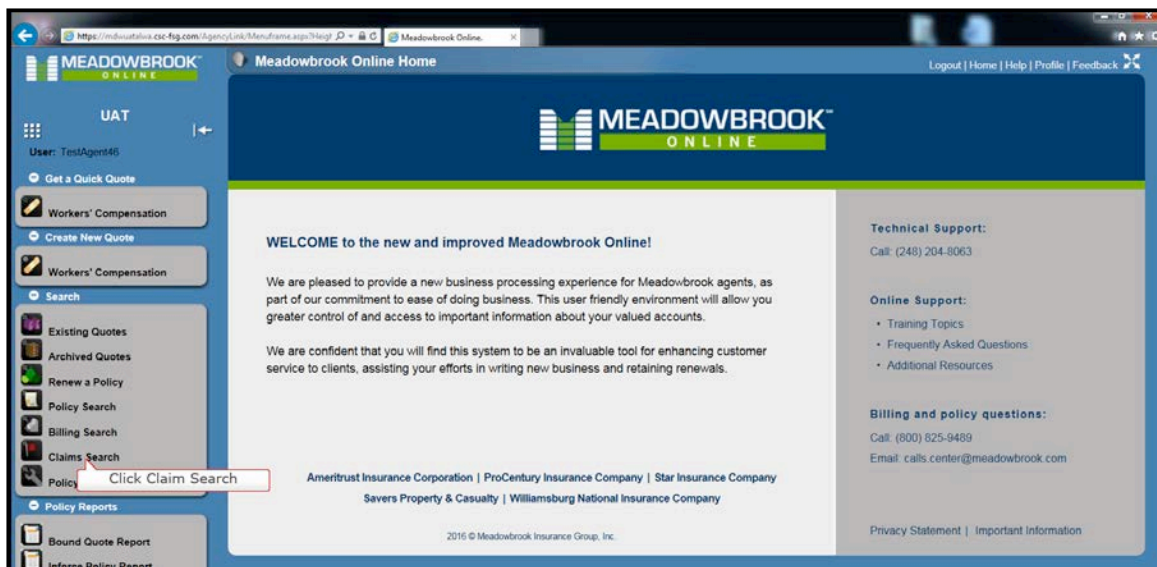 https://mdwuatalwa.csc-fsg.com/AgencyLink/Menuframe.aspx?Heigl
Meadowbrook Online.
MEADOWBROOK
ONLINE
UAT
User: TestAgent46
Get a Quick Quote
Workers' Compensation
Create New Quote
Workers' Compensation
Search
Existing Quotes
Archived Quotes
Renew a Policy
Policy Search
Billing Search
Claims Search
Policy
Click Claim Search
Policy Reports
Bound Quote Report
Inforce Policy Report
Meadowbrook Online Home
Logout | Home | Help | Profile | Feedback
MEADOWBROOK
ONLINE
WELCOME to the new and improved Meadowbrook Online!
We are pleased to provide a new business processing experience for Meadowbrook agents, as
part of our commitment to ease of doing business. This user friendly environment will allow you
greater control of and access to important information about your valued accounts.
We are confident that you will find this system to be an invaluable tool for enhancing customer
service to clients, assisting your efforts in writing new business and retaining renewals.
Ameritrust Insurance Corporation | ProCentury Insurance Company | Star Insurance Company
Savers Property & Casualty | Williamsburg National Insurance Company
2016 © Meadowbrook Insurance Group, Inc.
Technical Support:
Call: (248) 204-8063
Online Support:
• Training Topics
• Frequently Asked Questions
• Additional Resources
Billing and policy questions:
Call: (800) 825-9489
Email: calls.center@meadowbrook.com
Privacy Statement | Important Information